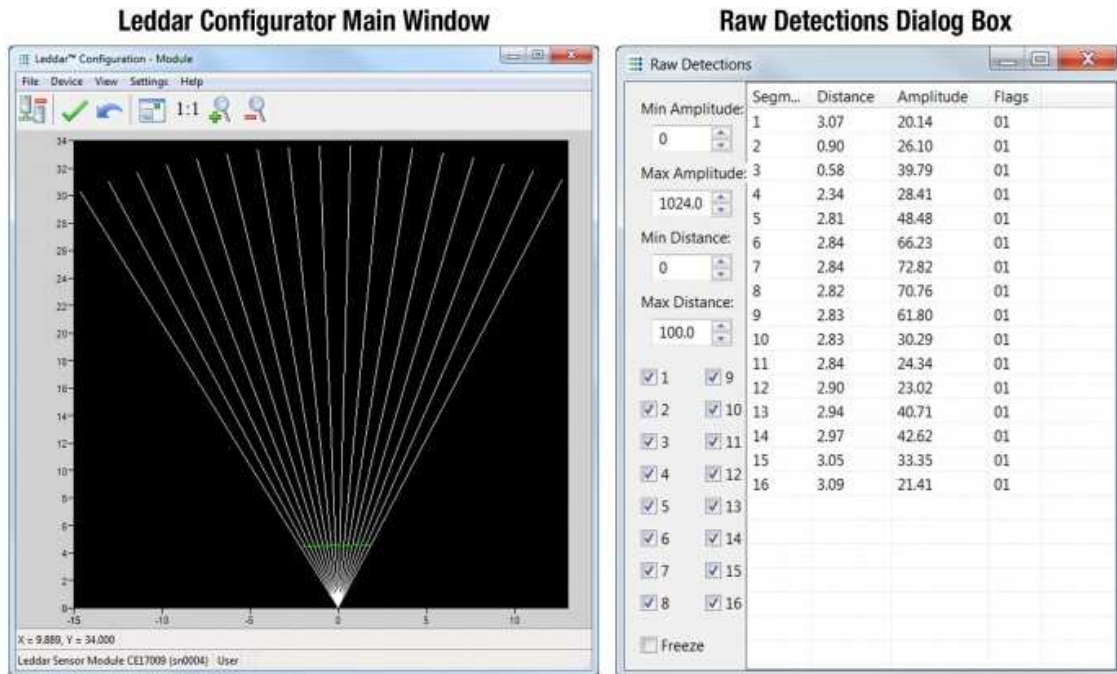 Leddar Configurator Main Window
Leddar™ Configuration - Module
File Device View Settings Help
1:1
34
32
30
28
26
24
22
20
18
16
14
12
10
8
6
4
2
0
-15 -10 -5 0 5 10
X = 9.889, Y = 34.000
Leddar Sensor Module CE17009 (sn0004) User
Raw Detections Dialog Box
Raw Detections
Min Amplitude:
0
Max Amplitude:
1024.0
Min Distance:
0
Max Distance:
100.0
1 9
2 10
3 11
4 12
5 13
6 14
7 15
8 16
Freeze
Segm... Distance Amplitude Flags
1 3.07 20.14 01
2 0.90 26.10 01
3 0.58 39.79 01
4 2.34 28.41 01
5 2.81 48.48 01
6 2.84 66.23 01
7 2.84 72.82 01
8 2.82 70.76 01
9 2.83 61.80 01
10 2.83 30.29 01
11 2.84 24.34 01
12 2.90 23.02 01
13 2.94 40.71 01
14 2.97 42.62 01
15 3.05 33.35 01
16 3.09 21.41 01